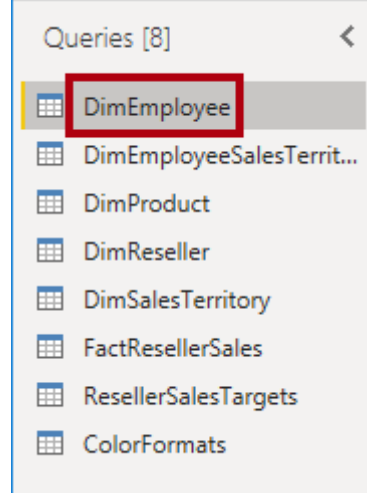 Queries [8]
DimEmployee
DimEmployeeSalesTerrit...
DimProduct
DimReseller
DimSalesTerritory
FactResellerSales
ResellerSalesTargets
ColorFormats